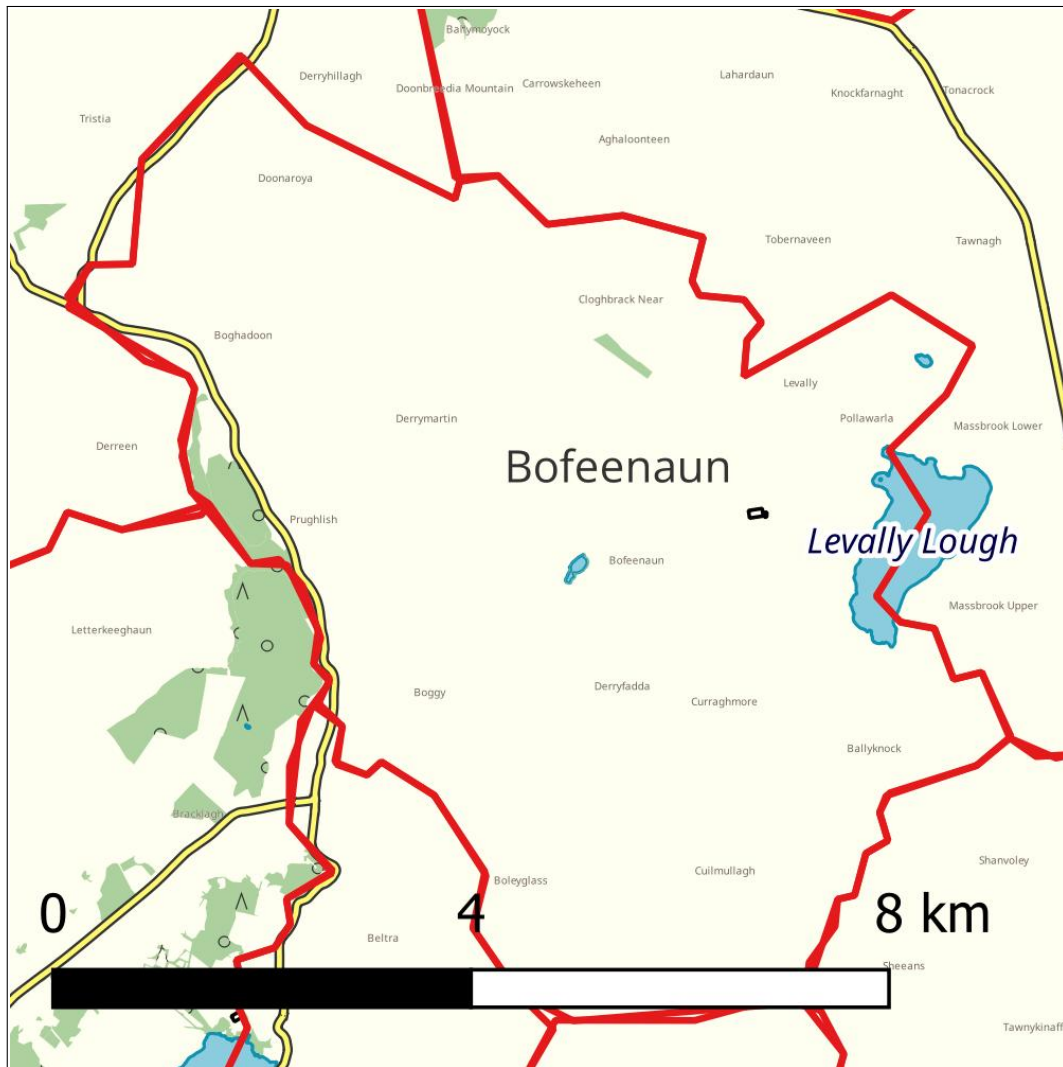 Ballymoyock
Derryhillagh
Lahardaun
Doonbreedia Mountain
Carrowskeheen
Knockfarnaght
Tonacrock
Tristia
Aghaloonteen
Doonaroya
Tobernaveen
Tawnagh
Cloghbrack Near
Boghadoon
Levally
Derrymartin
Pollawarla
Massbrook Lower
Derreen
Bofeenaun
Prughlish
Levally Lough
Bofeenaun
Massbrook Upper
Letterkeeghaun
Derryfadda
Boggy
Curraghmore
Ballyknock
Bracklagh
Shanvoley
Cuilmullagh
Boleyglass
0 4 8 km
Beltra
Sheeans
Tawnykinaff